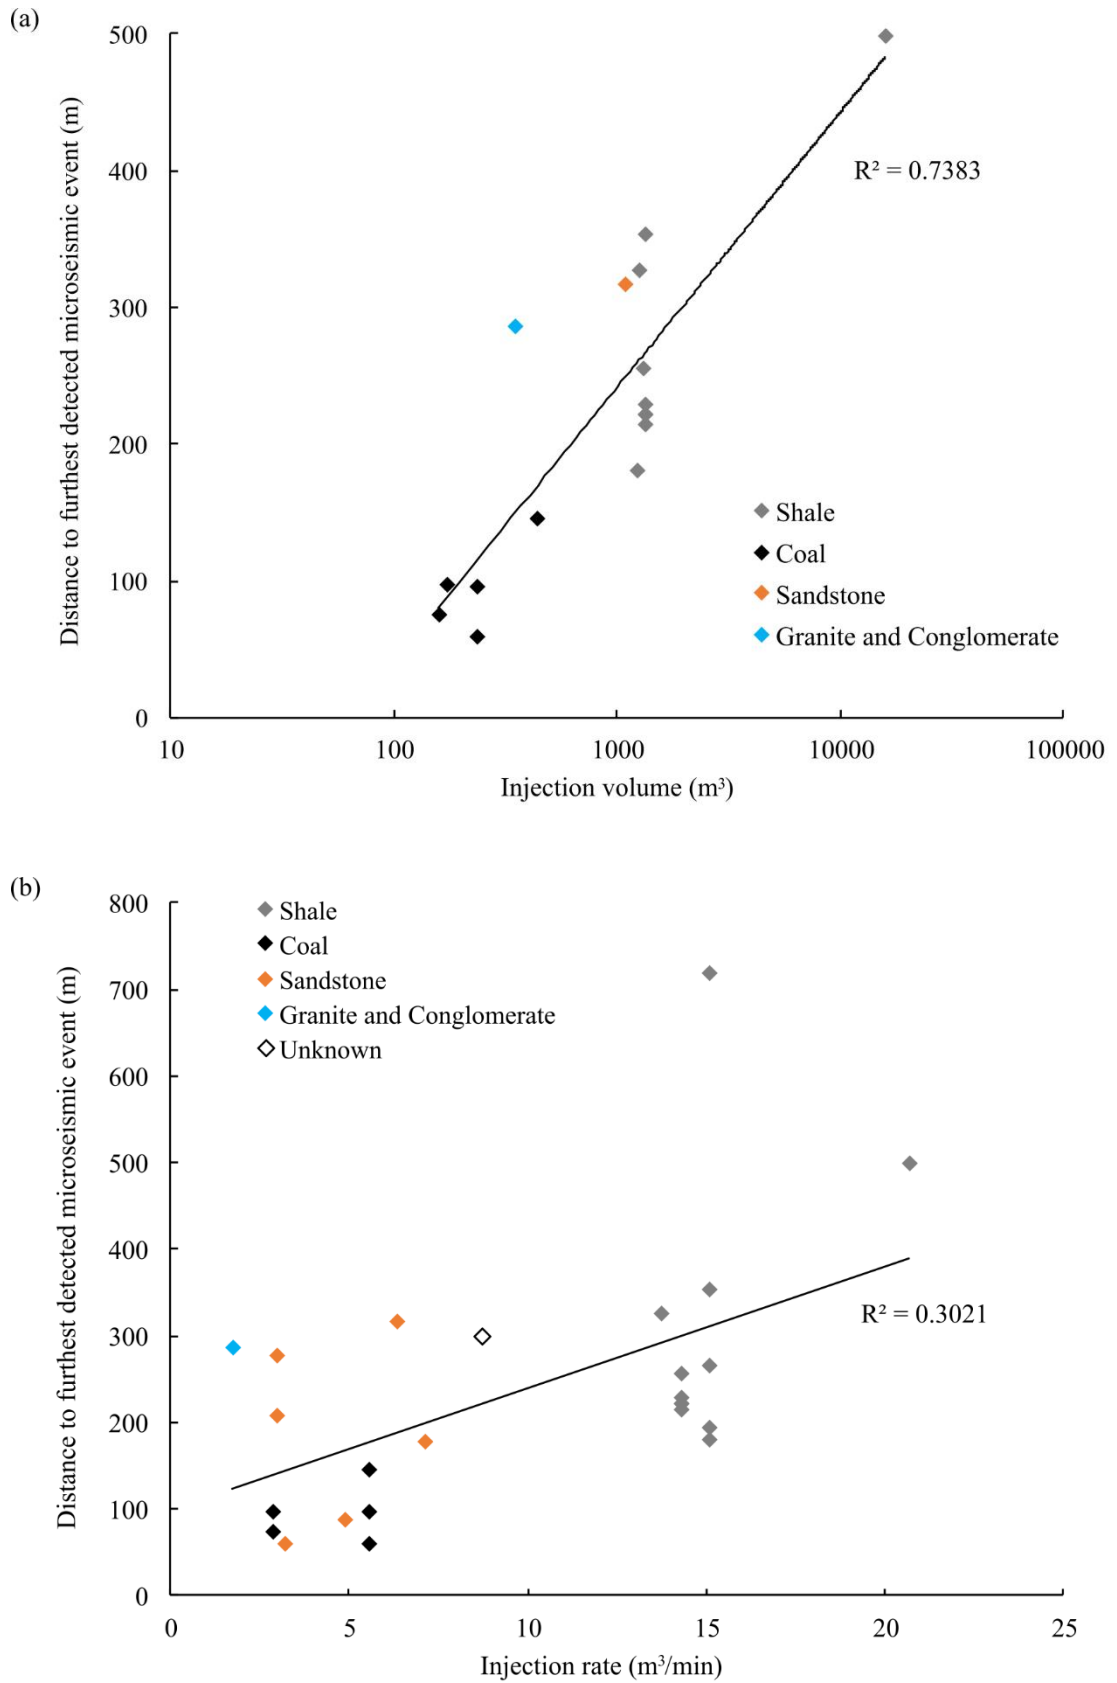 (a)
Distance to furthest detected microseismic event (m)
500
400
300
200
100
0
R² = 0.7383
Shale
Coal
Sandstone
Granite and Conglomerate
10
100
1000
10000
100000
Injection volume (m³)
(b)
Distance to furthest detected microseismic event (m)
800
700
600
500
400
300
200
100
0
Shale
Coal
Sandstone
Granite and Conglomerate
Unknown
R² = 0.3021
0
5
10
15
20
25
Injection rate (m³/min)